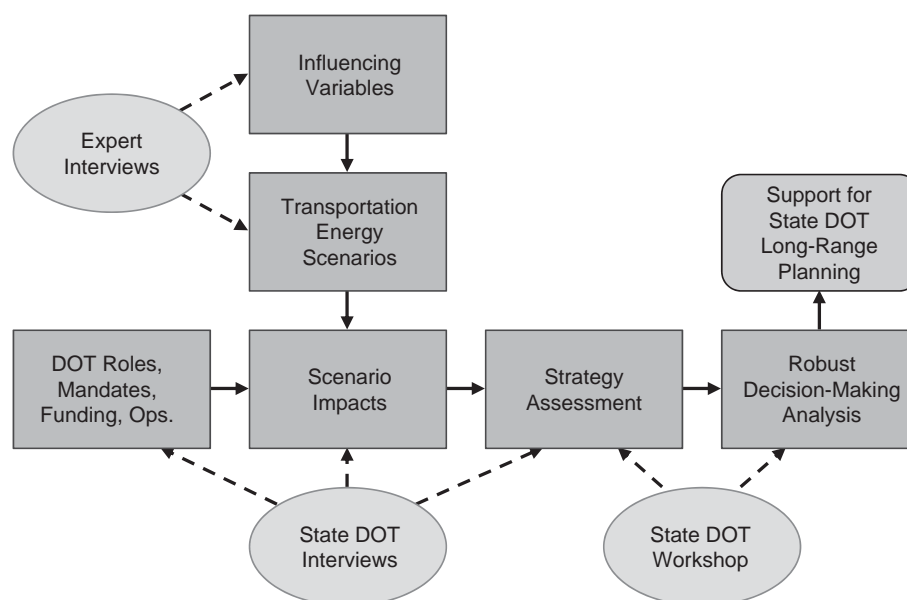 Influencing
Variables
Expert
Interviews
Transportation
Energy
Scenarios
Support for
State DOT
Long-Range
Planning
DOT Roles,
Mandates,
Funding, Ops.
Scenario
Impacts
Strategy
Assessment
Robust
Decision-Making
Analysis
State DOT
Interviews
State DOT
Workshop